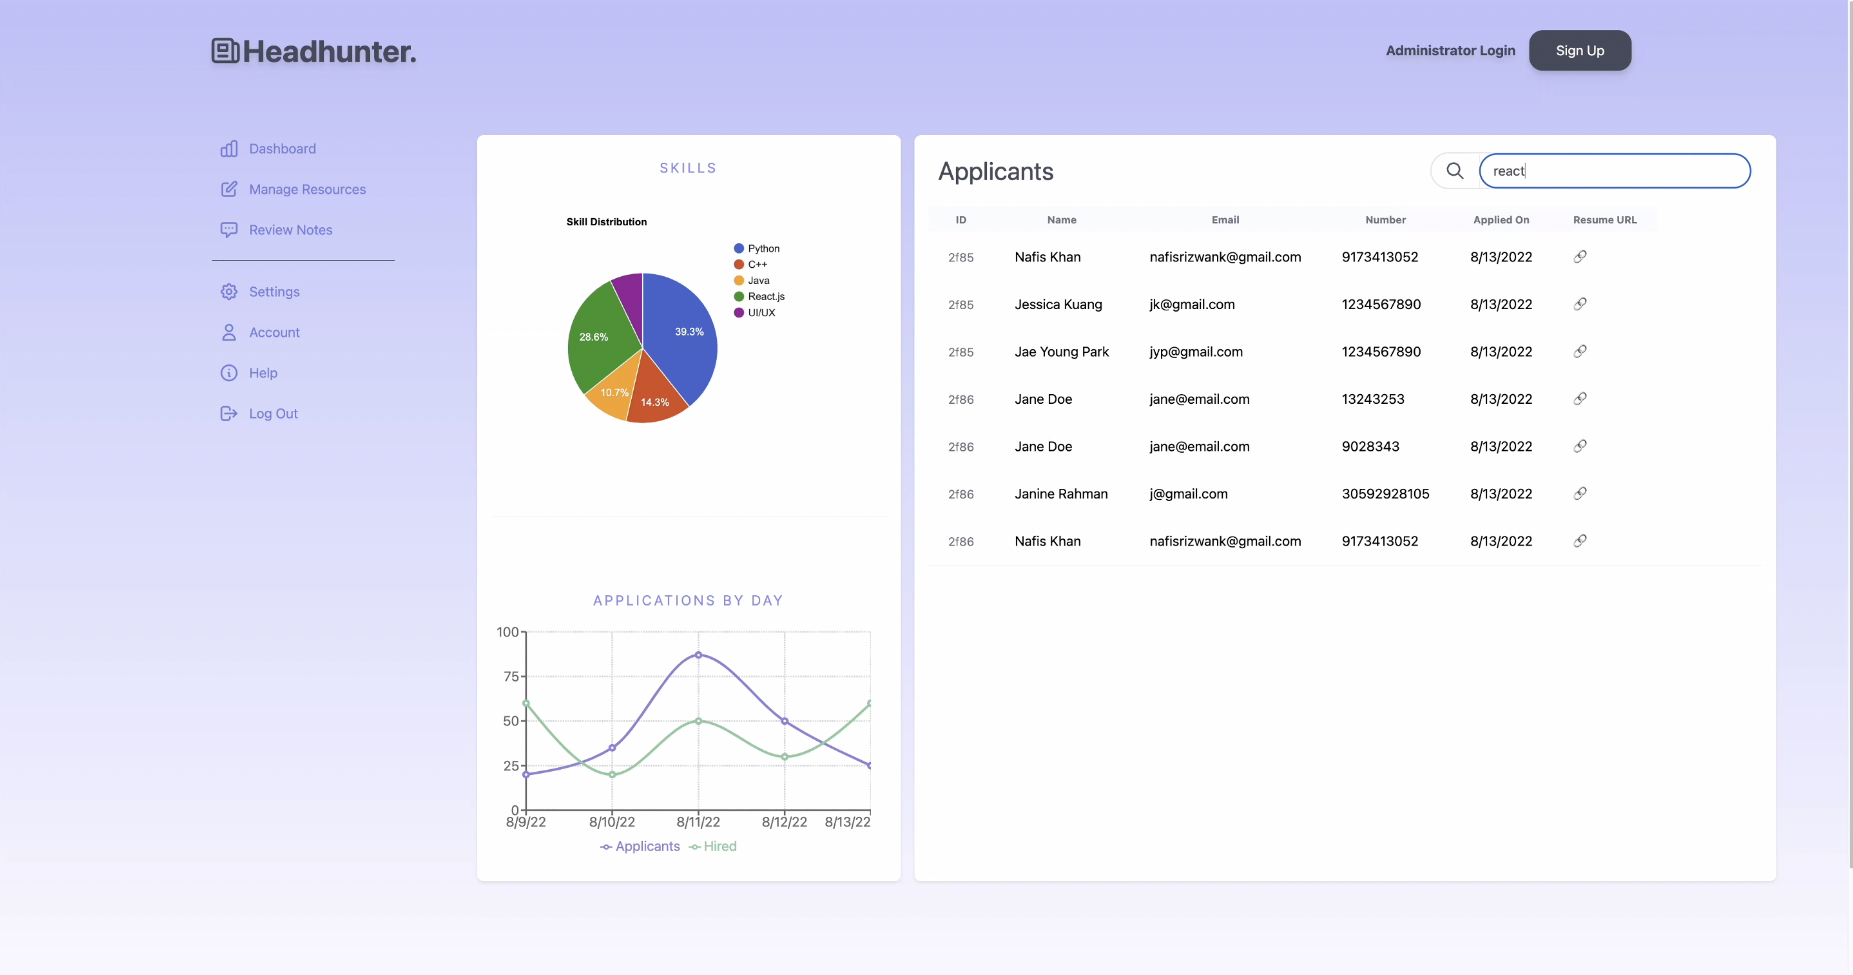 Headhunter.
Administrator Login
Sign Up
Dashboard
Manage Resources
Review Notes
Settings
Account
Help
Log Out
SKILLS
Skill Distribution
Python
C++
Java
React.js
UI/UX
39.3%
28.6%
10.7%
14.3%
APPLICATIONS BY DAY
100
75
50
25
0
8/9/22 8/10/22 8/11/22 8/12/22 8/13/22
Applicants Hired
Applicants
react
ID Name Email Number Applied On Resume URL
2f85 Nafis Khan nafisrizwank@gmail.com 9173413052 8/13/2022
2f85 Jessica Kuang jk@gmail.com 1234567890 8/13/2022
2f85 Jae Young Park jyp@gmail.com 1234567890 8/13/2022
2f86 Jane Doe jane@email.com 13243253 8/13/2022
2f86 Jane Doe jane@email.com 9028343 8/13/2022
2f86 Janine Rahman j@gmail.com 30592928105 8/13/2022
2f86 Nafis Khan nafisrizwank@gmail.com 9173413052 8/13/2022